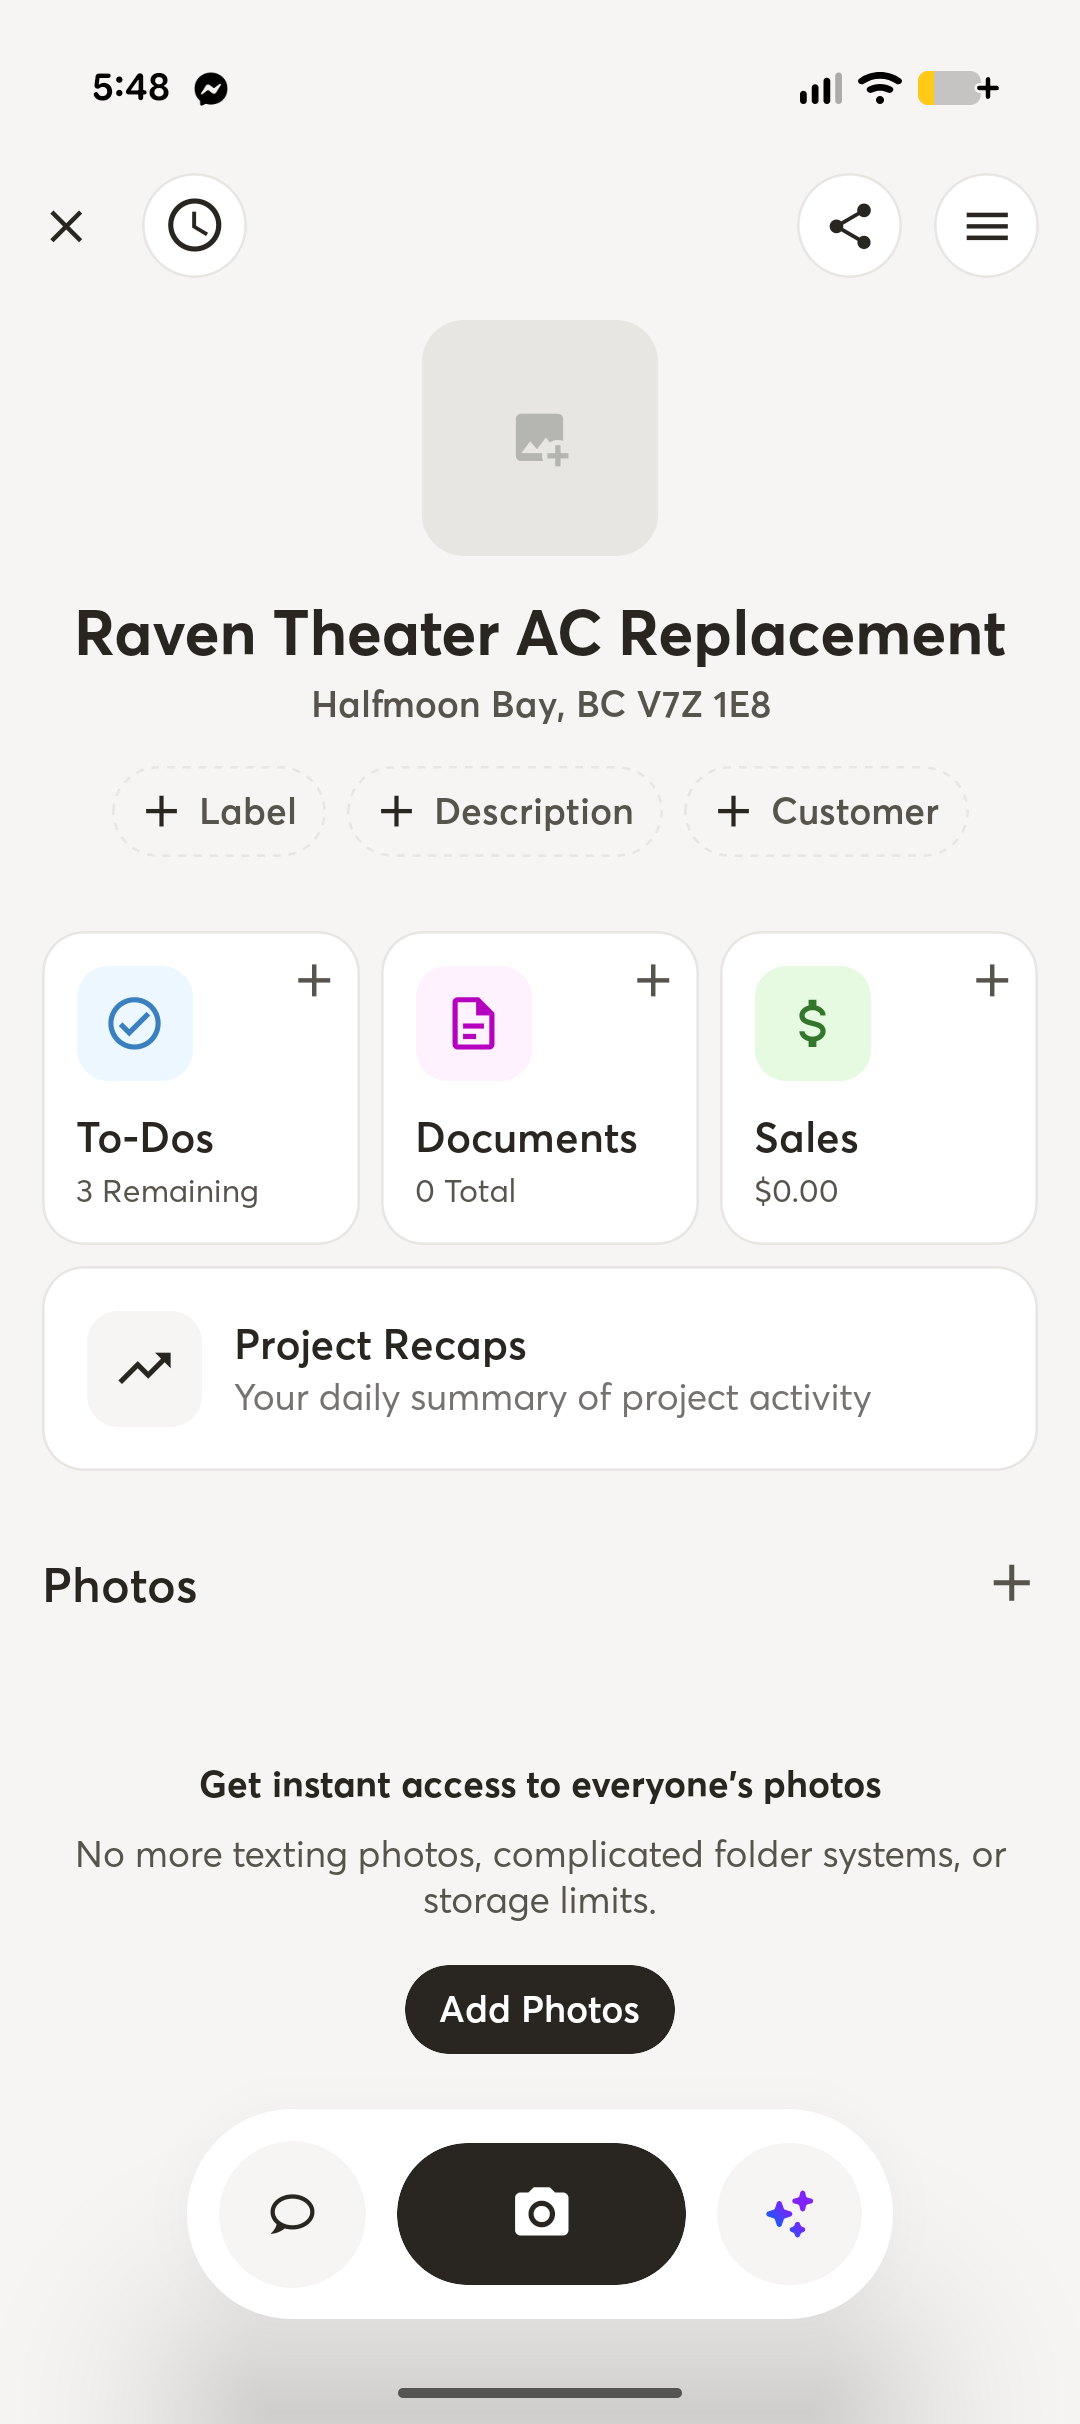 5:48
Raven Theater AC Replacement
Halfmoon Bay, BC V7Z 1E8
+ Label + Description + Customer
To-Dos
3 Remaining
Documents
0 Total
Sales
$0.00
Project Recaps
Your daily summary of project activity
Photos
Get instant access to everyone's photos
No more texting photos, complicated folder systems, or
storage limits.
Add Photos